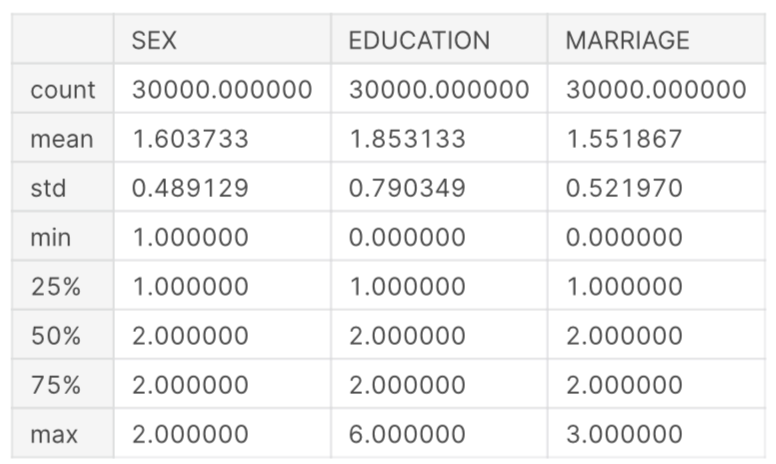 SEX EDUCATION MARRIAGE
count 30000.000000 30000.000000 30000.000000
mean 1.603733 1.853133 1.551867
std 0.489129 0.790349 0.521970
min 1.000000 0.000000 0.000000
25% 1.000000 1.000000 1.000000
50% 2.000000 2.000000 2.000000
75% 2.000000 2.000000 2.000000
max 2.000000 6.000000 3.000000